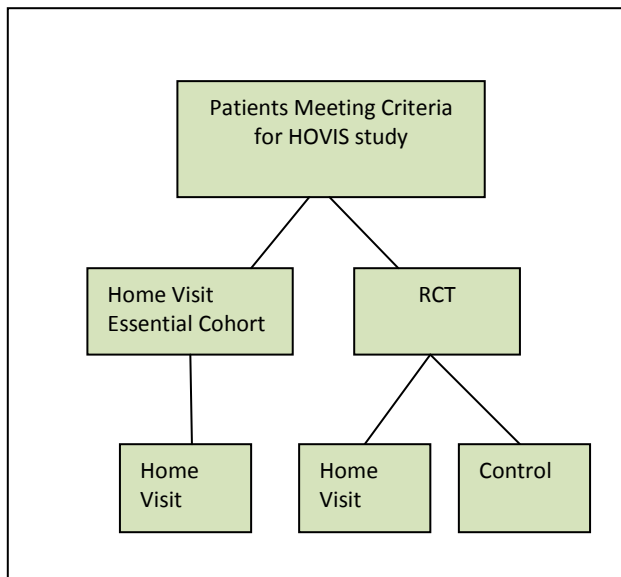 Patients Meeting Criteria
for HOVIS study
Home Visit
Essential Cohort
RCT
Home
Visit
Home
Visit
Control